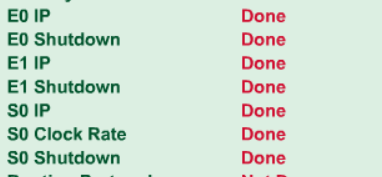 E0 IP Done
E0 Shutdown Done
E1 IP Done
E1 Shutdown Done
S0 IP Done
S0 Clock Rate Done
S0 Shutdown Done